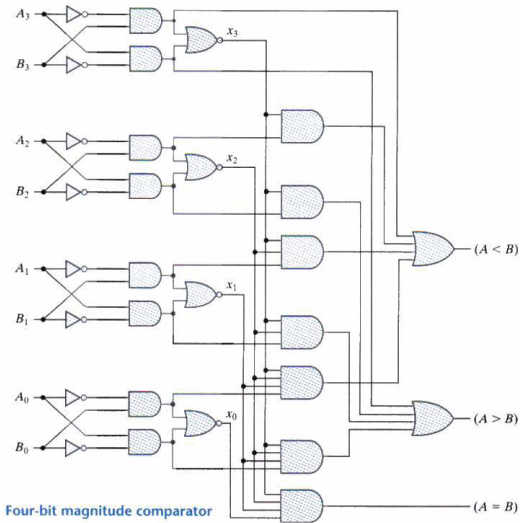 A3
x3
B3
A2
x2
B2
(A < B)
A1
x1
B1
A0
x0
(A > B)
B0
(A = B)
Four-bit magnitude comparator